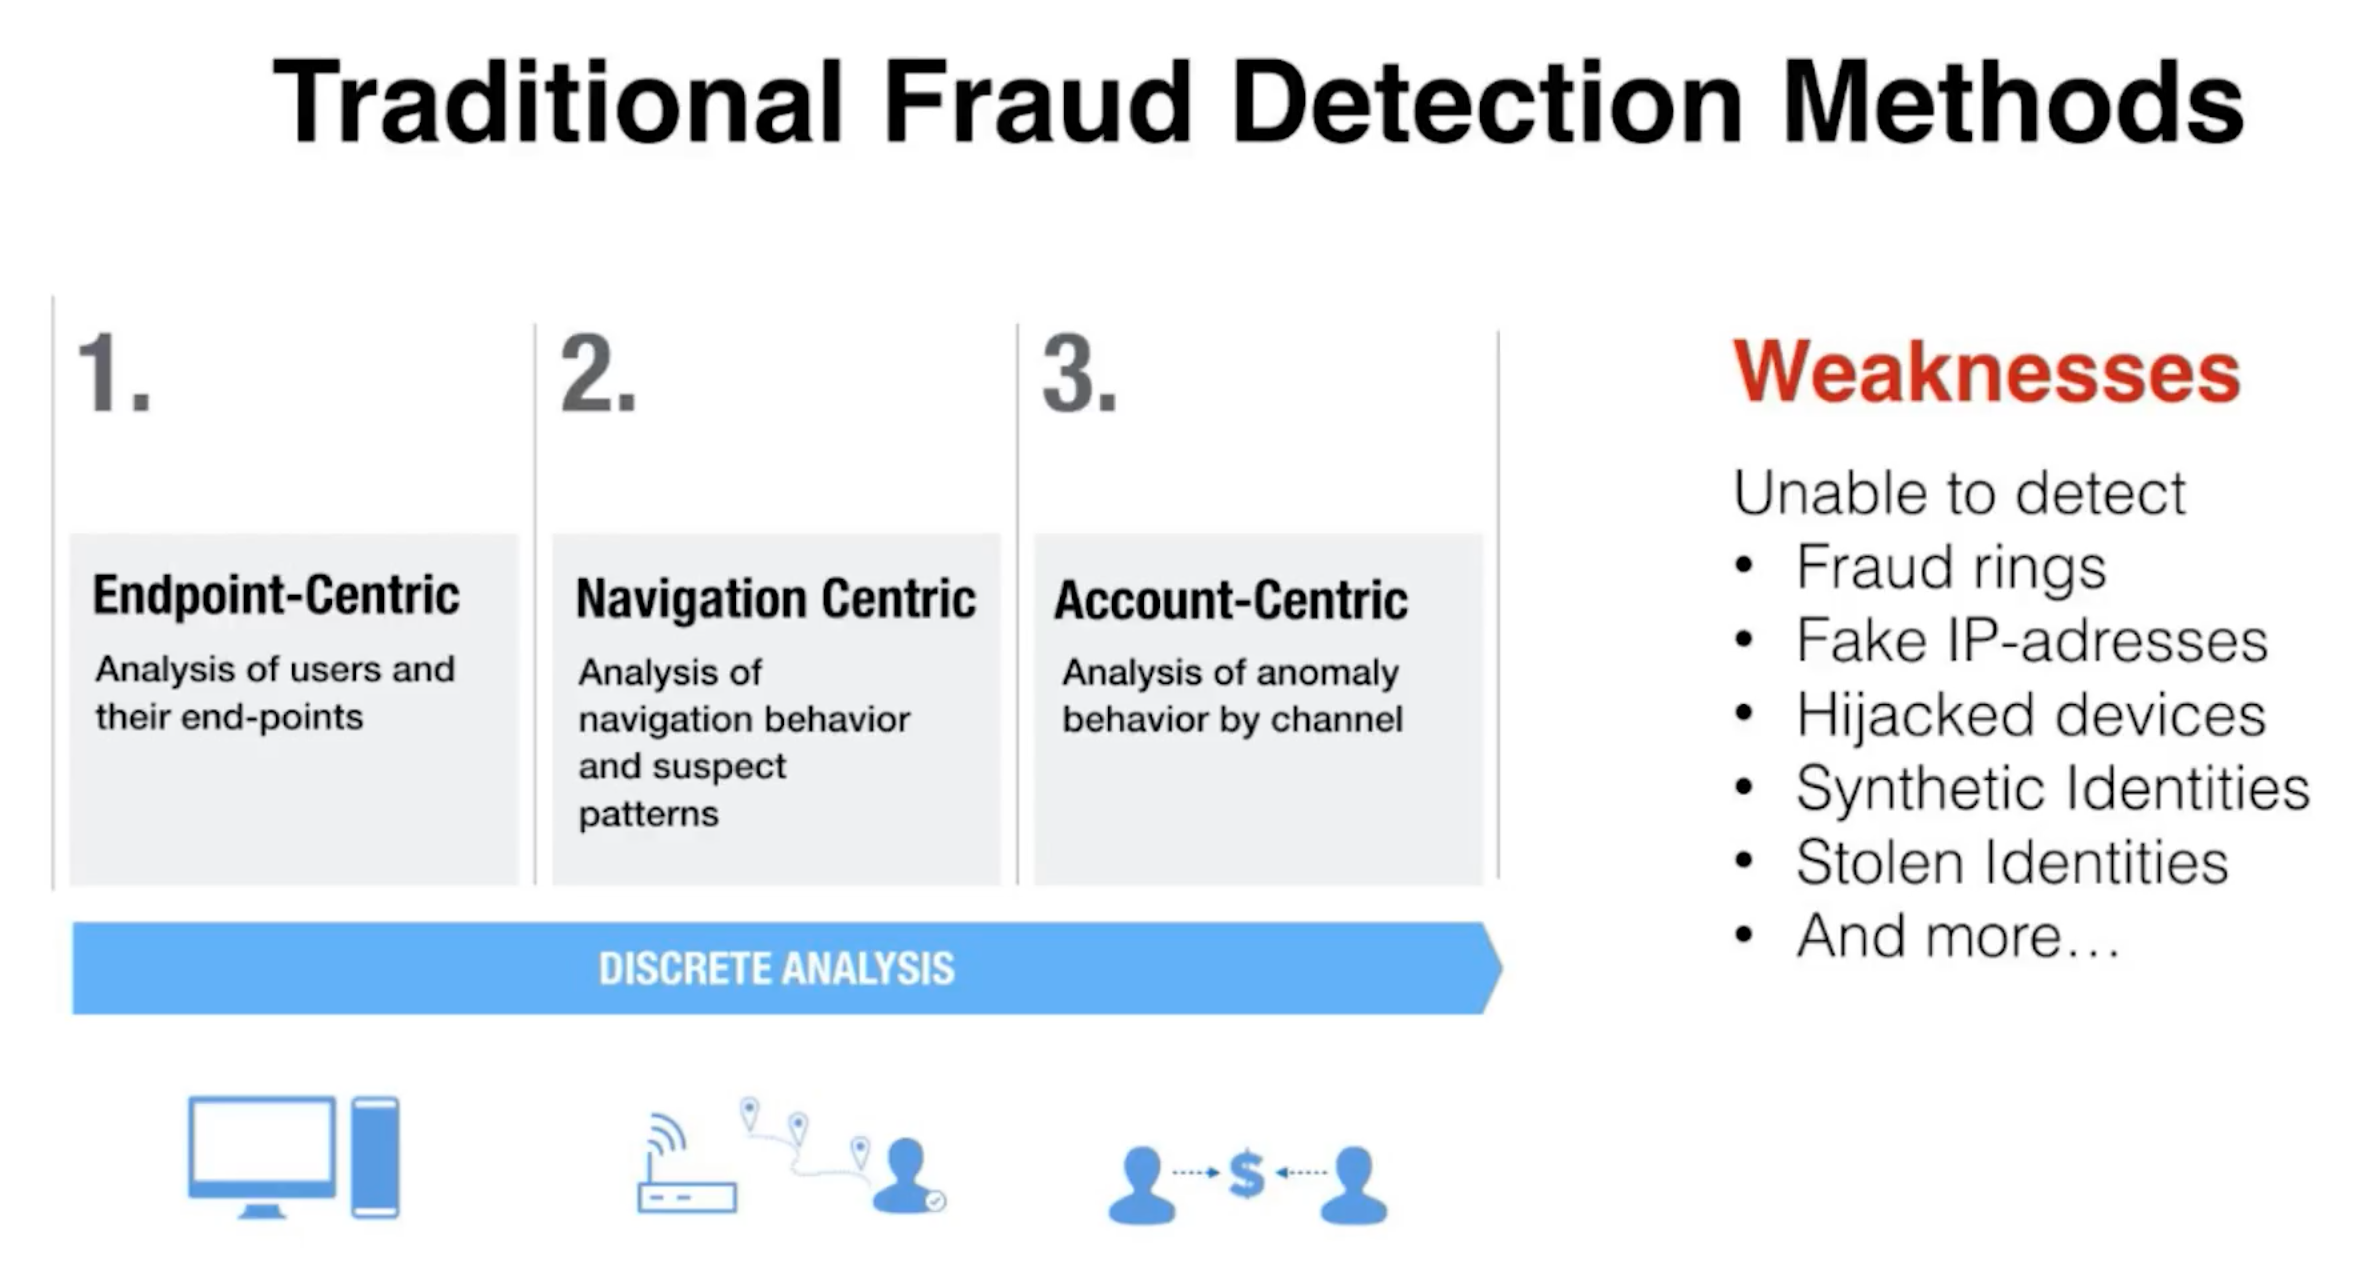 Traditional Fraud Detection Methods
1.
Endpoint-Centric
Analysis of users and
their end-points
2.
Navigation Centric
Analysis of
navigation behavior
and suspect
patterns
3.
Account-Centric
Analysis of anomaly
behavior by channel
DISCRETE ANALYSIS
$
Weaknesses
Unable to detect
• Fraud rings
• Fake IP-adresses
• Hijacked devices
• Synthetic Identities
• Stolen Identities
• And more...